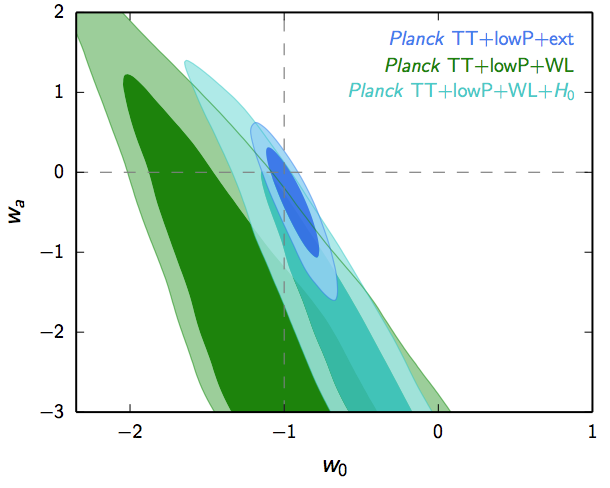 2
Planck TT+lowP+ext
Planck TT+lowP+WL
Planck TT+lowP+WL+H₀
1
0
wₐ
−1
−2
−3
−2 −1 0 1
w₀